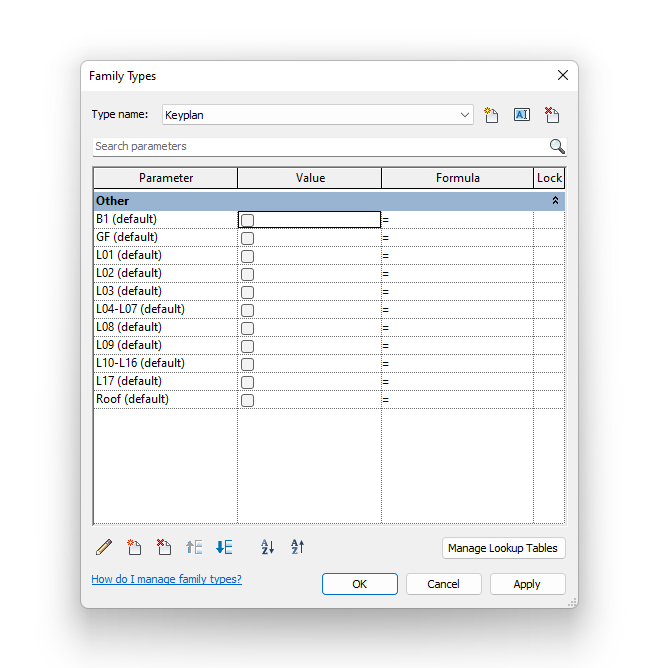 Family Types
Type name: Keyplan
Search parameters
Parameter Value Formula Lock
Other
B1 (default) =
GF (default) =
L01 (default) =
L02 (default) =
L03 (default) =
L04-L07 (default) =
L08 (default) =
L09 (default) =
L10-L16 (default) =
L17 (default) =
Roof (default) =
Manage Lookup Tables
How do I manage family types?
OK Cancel Apply